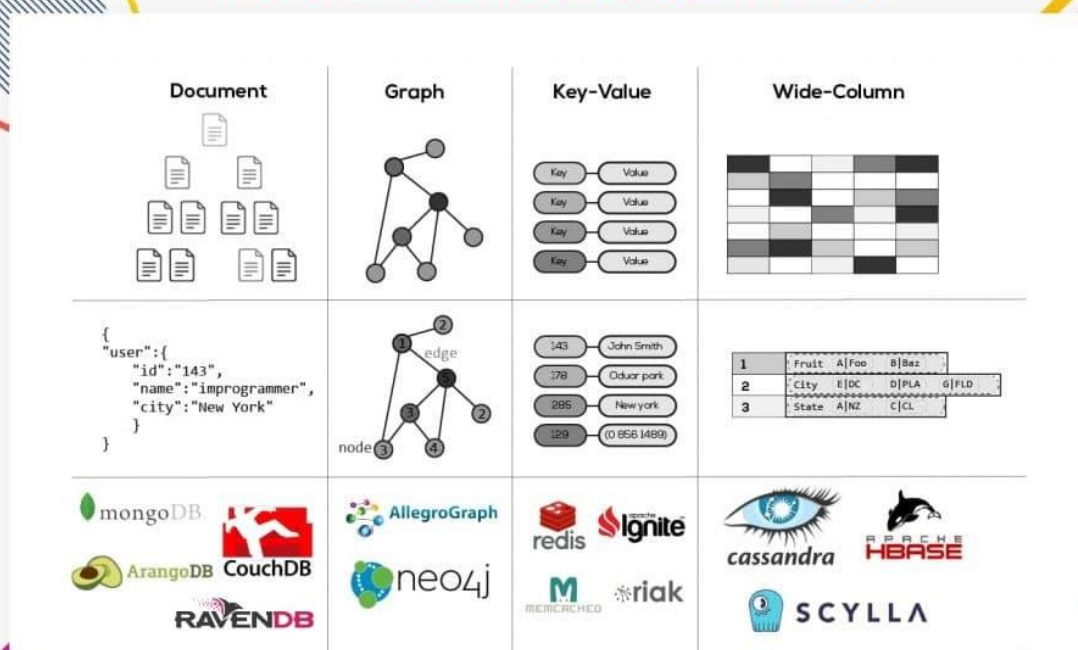 Document
Graph
Key-Value
Wide-Column
Key Value
Key Value
Key Value
Key Value
{
"user":{
"id":"143",
"name":"improgrammer",
"city":"New York"
}
}
2
1
edge
5
3
2
node
3
4
143 John Smith
178 Oduor park
285 New york
129 (0 856 1489)
1 Fruit A|Foo B|Baz
2 City E|DC D|PLA G|FLD
3 State A|NZ C|CL
mongoDB
CouchDB
ArangoDB
RAVENDB
AllegroGraph
neo4j
redis
apache
Ignite
MEMCACHED
riak
cassandra
APACHE
HBASE
SCYLLA